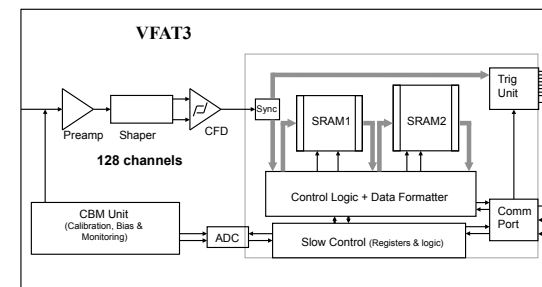 VFAT3
Trig
Unit
Sync
SRAM1
SRAM2
Preamp
Shaper
CFD
128 channels
Control Logic + Data Formatter
CBM Unit
(Calibration, Bias &
Monitoring)
ADC
Slow Control (Registers & logic)
Comm
Port